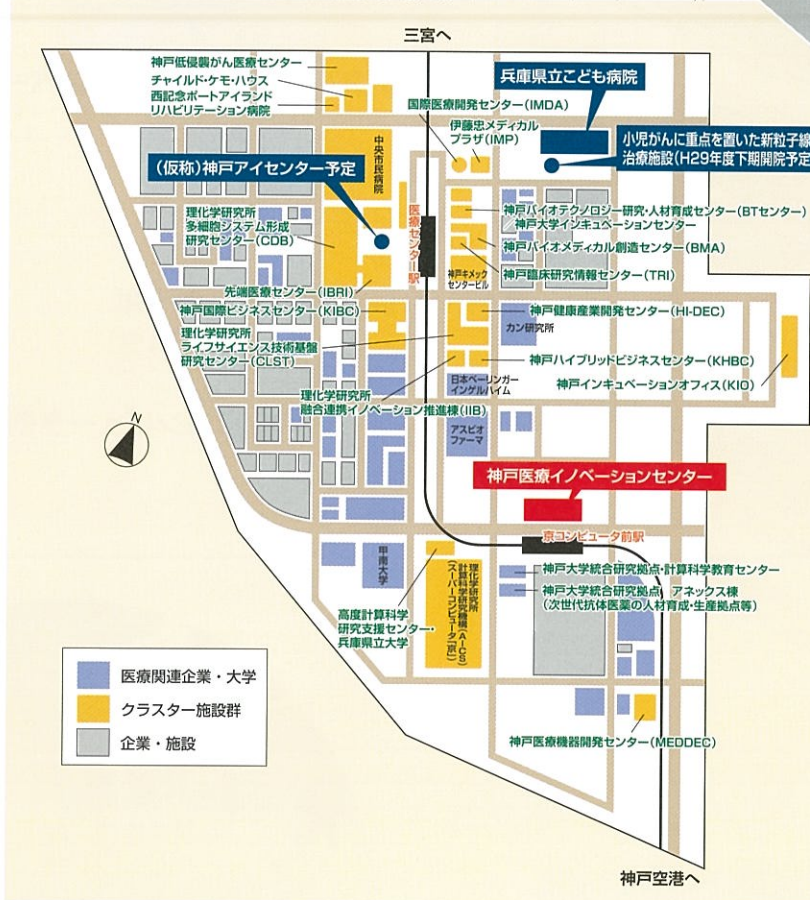 三宮へ
神戸低侵襲がん医療センター
チャイルド・ケモ・ハウス
西記念ポートアイランド
リハビリテーション病院
兵庫県立こども病院
国際医療開発センター(IMDA)
伊藤忠メディカル
プラザ(IMP)
小児がんに重点を置いた新粒子線
治療施設(H29年度下期開院予定
中央市民病院
(仮称)神戸アイセンター予定
理化学研究所
多細胞システム形成
研究センター(CDB)
医療センター駅
神戸バイオテクノロジー研究・人材育成センター(BTセンター)
神戸大学インキュベーションセンター
神戸バイオメディカル創造センター(BMA)
神戸キメック
センタービル
神戸臨床研究情報センター(TRI)
先端医療センター(IBRI)
神戸国際ビジネスセンター(KIBC)
神戸健康産業開発センター(HI-DEC)
カン研究所
理化学研究所
ライフサイエンス技術基盤
研究センター(CLST)
神戸ハイブリッドビジネスセンター(KHBC)
神戸インキュベーションオフィス(KIO)
日本ベーリンガー
インゲルハイム
理化学研究所
融合連携イノベーション推進棟(IIB)
アスビオ
ファーマ
N
神戸医療イノベーションセンター
京コンピュータ前駅
甲南大学
理化学研究所
計算科学研究機構(AICS)
(スーパーコンピュータ「京」)
神戸大学統合研究拠点・計算科学教育センター
神戸大学統合研究拠点 アネックス棟
(次世代抗体医薬の人材育成・生産拠点等)
高度計算科学
研究支援センター・
兵庫県立大学
医療関連企業・大学
クラスター施設群
企業・施設
神戸医療機器開発センター(MEDDEC)
神戸空港へ